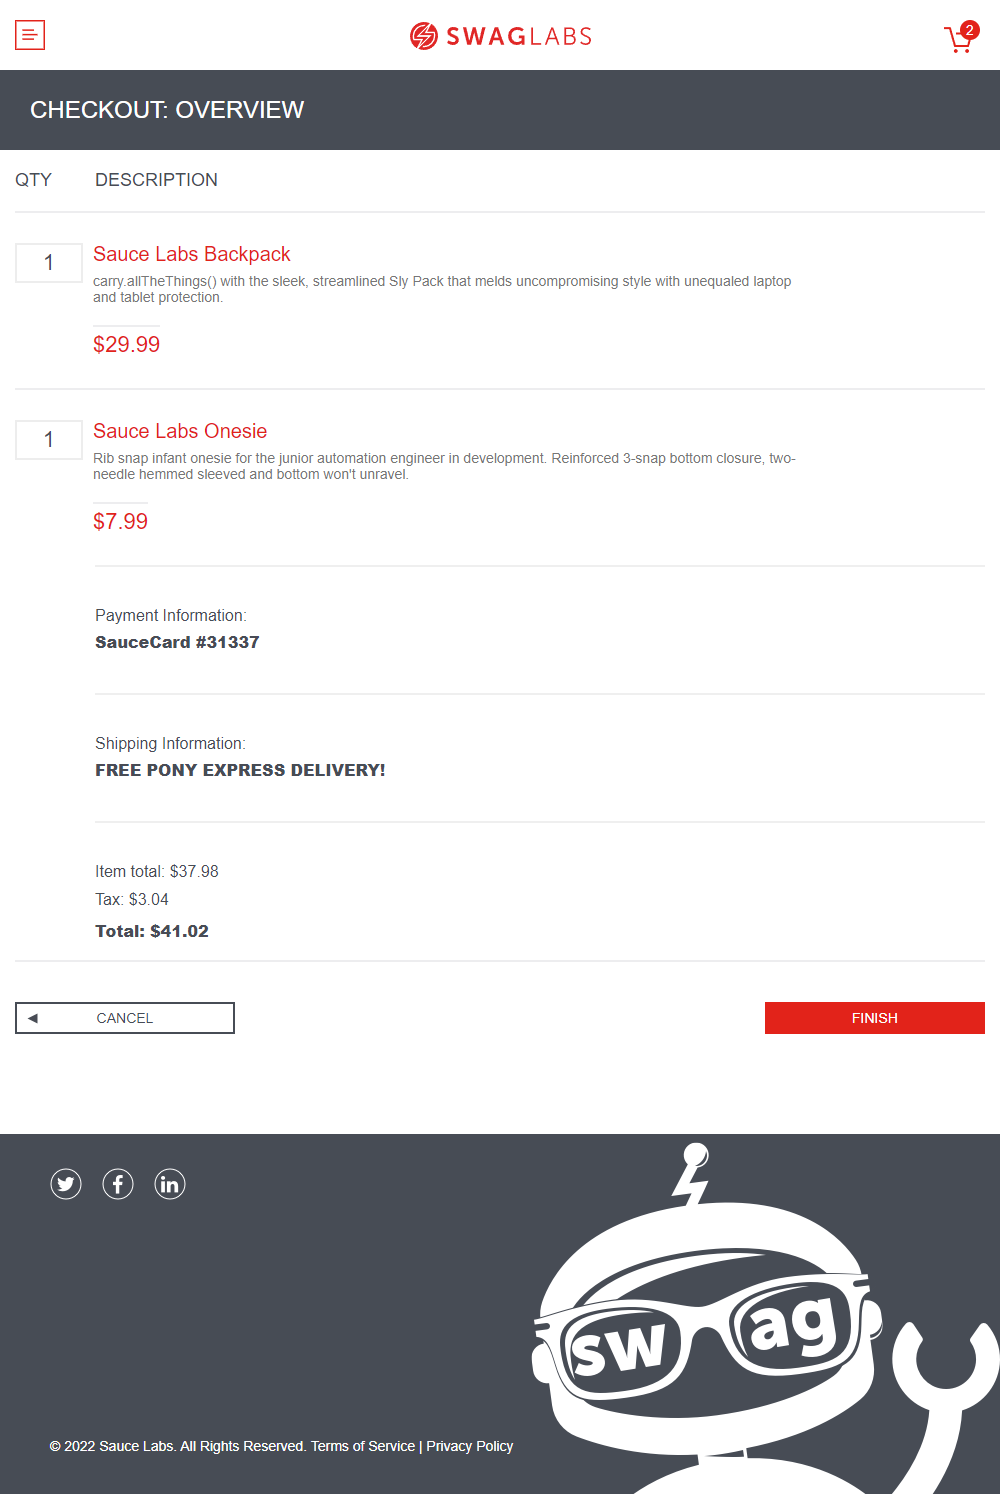 SWAGLABS
2
CHECKOUT: OVERVIEW
QTY DESCRIPTION
1
Sauce Labs Backpack
carry.allTheThings() with the sleek, streamlined Sly Pack that melds uncompromising style with unequaled laptop
and tablet protection.
$29.99
1
Sauce Labs Onesie
Rib snap infant onesie for the junior automation engineer in development. Reinforced 3-snap bottom closure, two-
needle hemmed sleeved and bottom won't unravel.
$7.99
Payment Information:
SauceCard #31337
Shipping Information:
FREE PONY EXPRESS DELIVERY!
Item total: $37.98
Tax: $3.04
Total: $41.02
CANCEL
FINISH
swag
© 2022 Sauce Labs. All Rights Reserved. Terms of Service | Privacy Policy